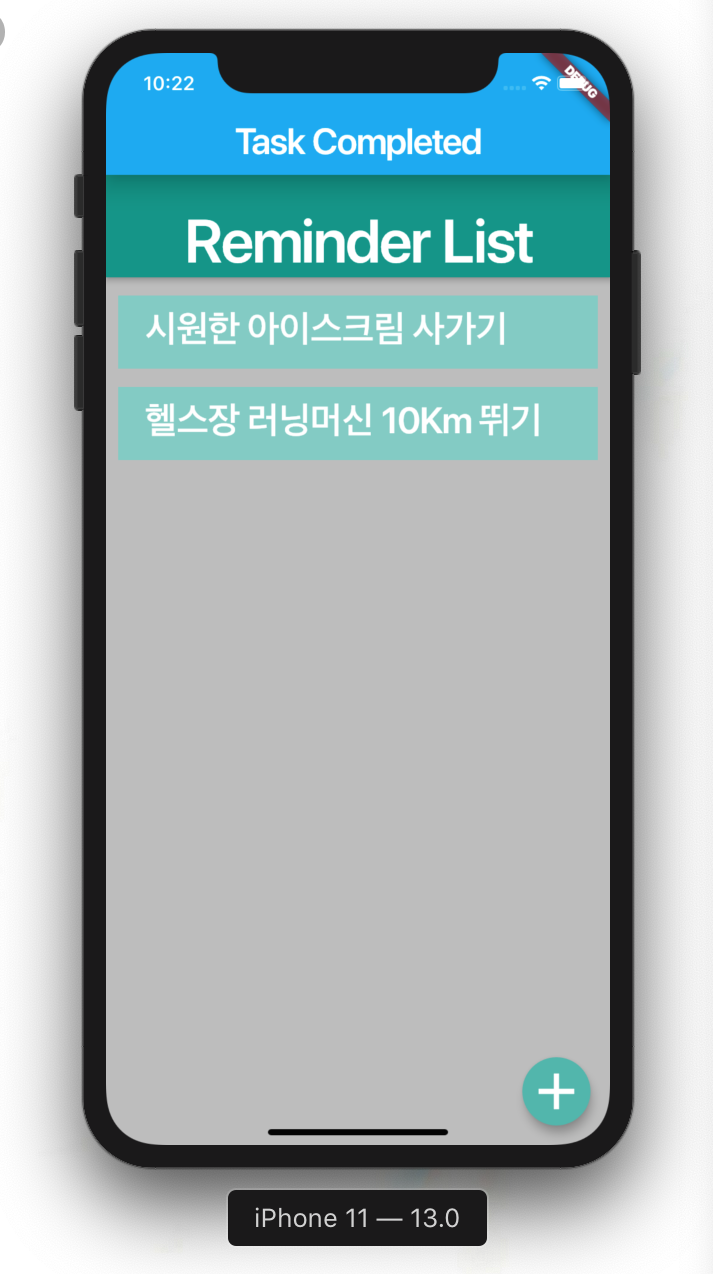 10:22
DEBUG
Task Completed
Reminder List
시원한 아이스크림 사가기
헬스장 러닝머신 10Km 뛰기
iPhone 11 — 13.0